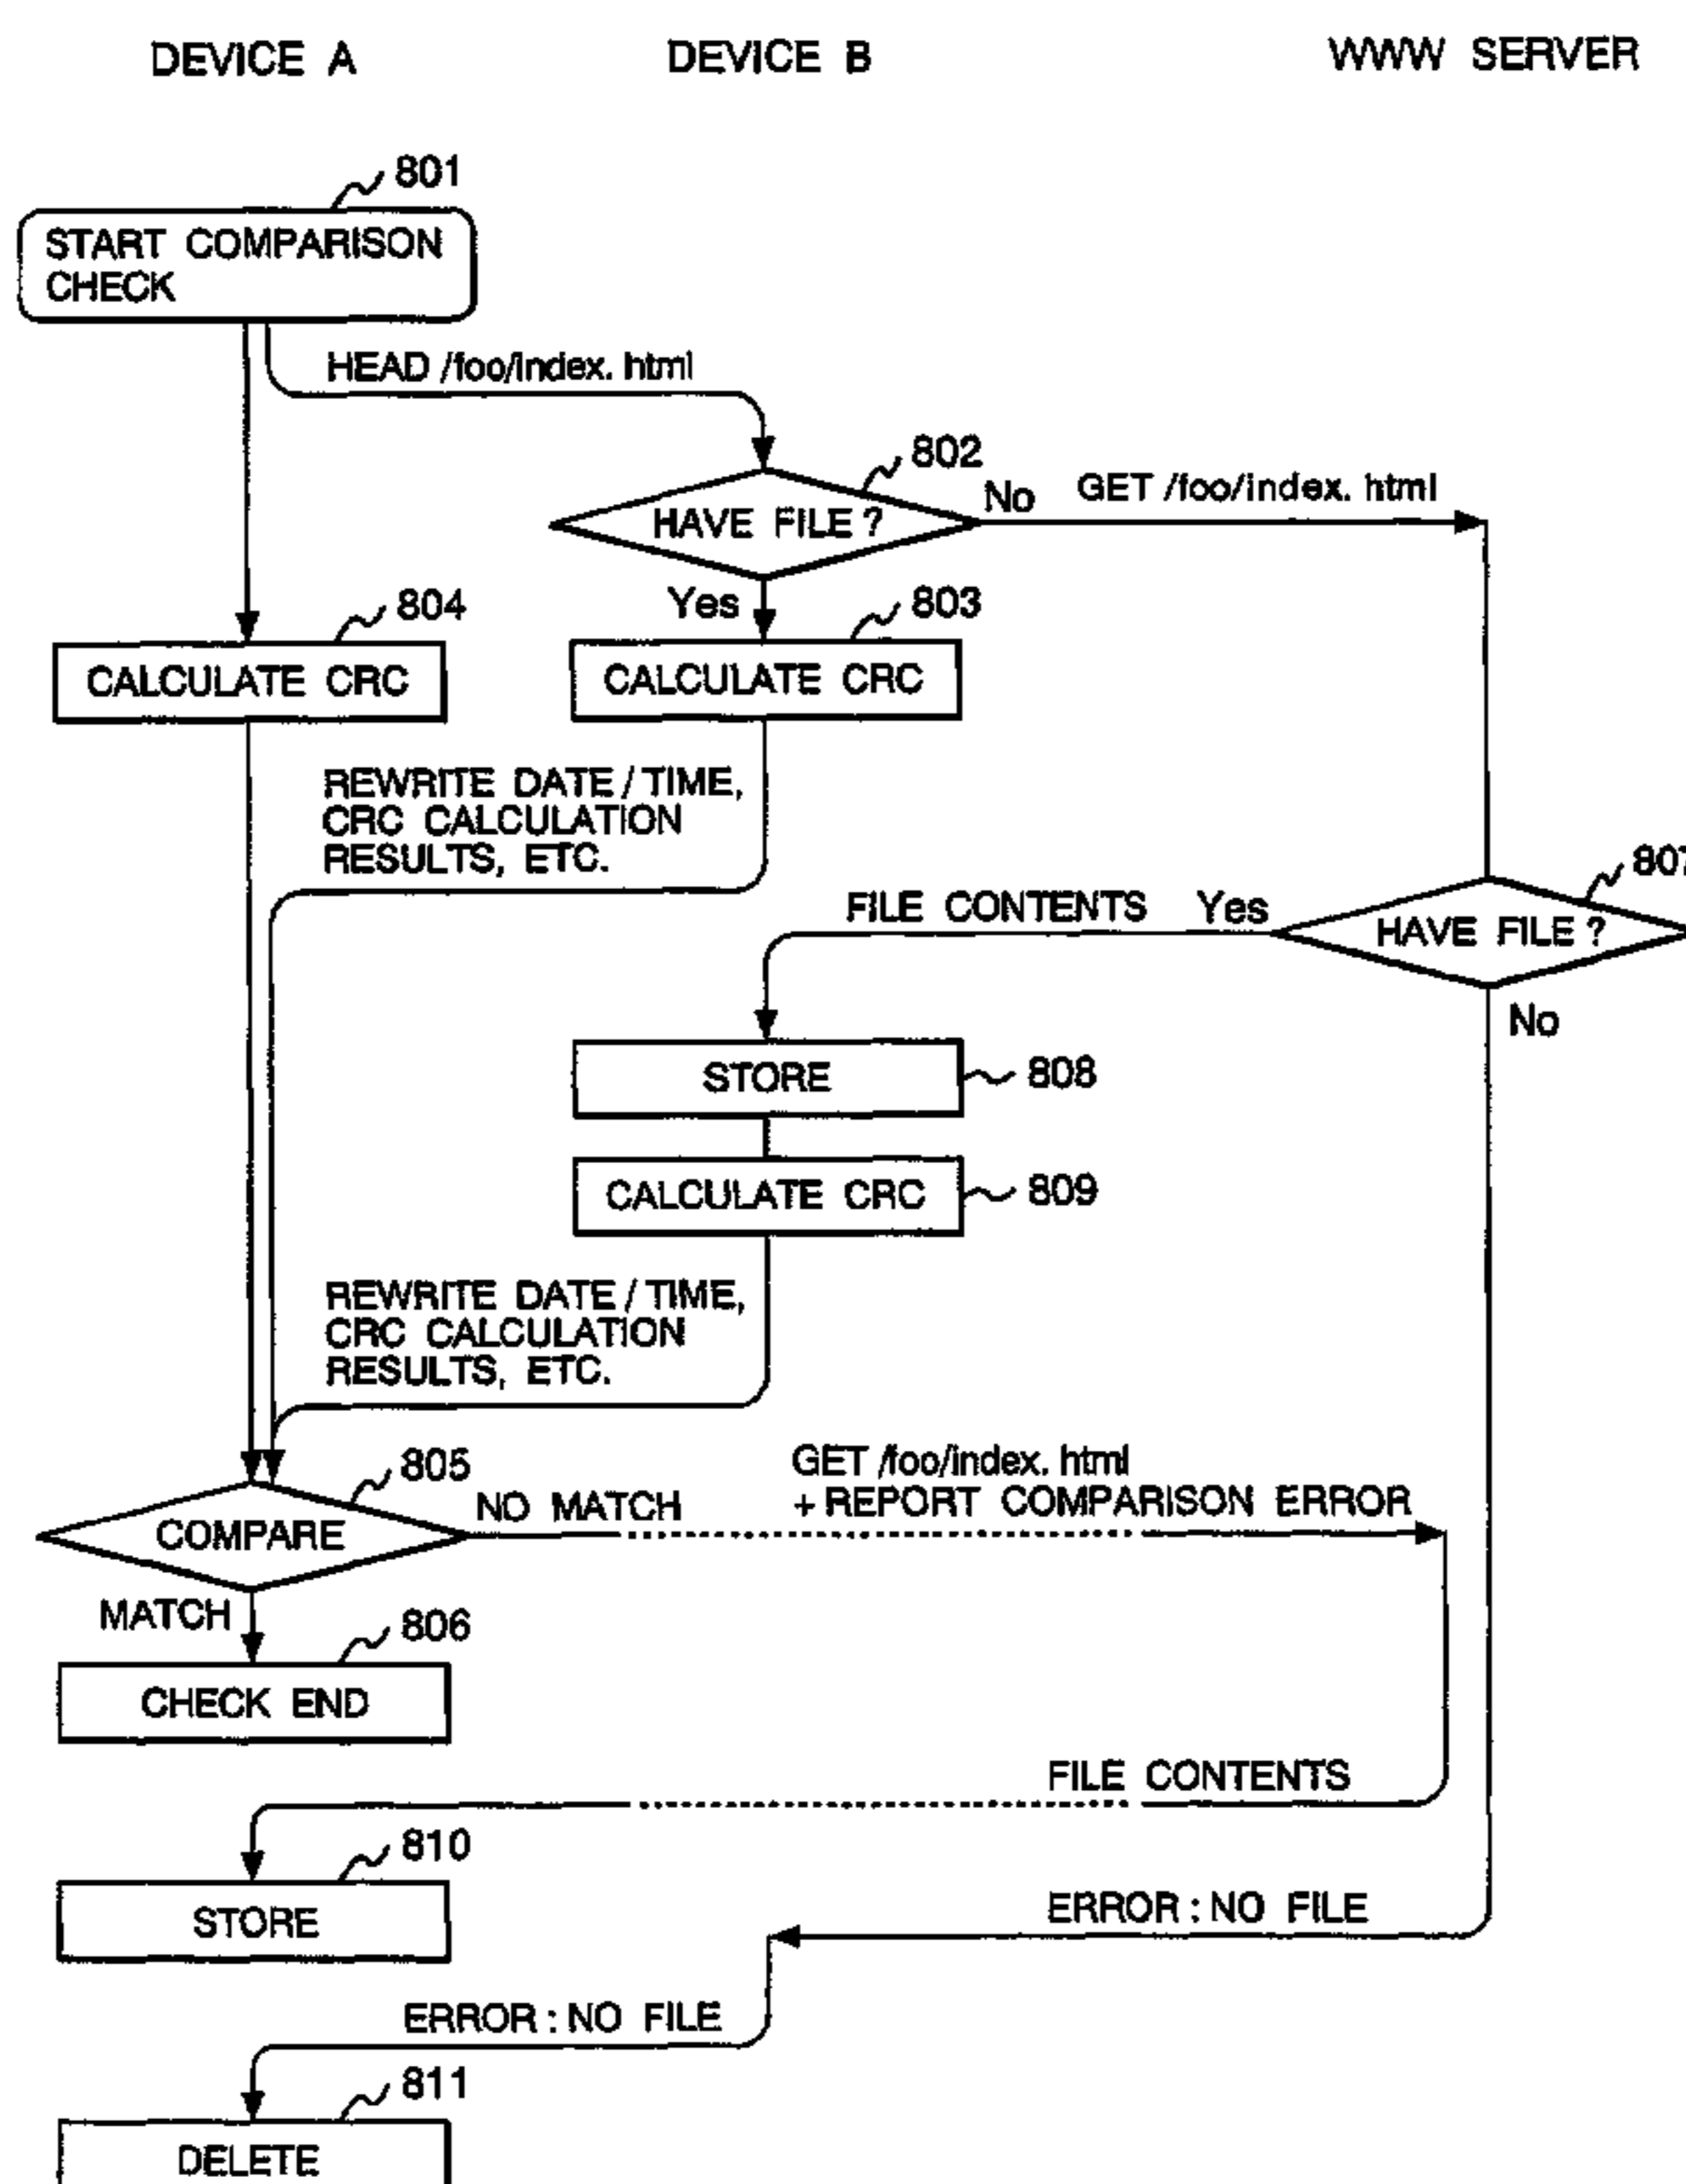 DEVICE A
DEVICE B
WWW SERVER
801
START COMPARISON
CHECK
HEAD /foo/index. html
802
HAVE FILE ?
No
GET /foo/index. html
Yes
804
803
CALCULATE CRC
CALCULATE CRC
REWRITE DATE / TIME,
CRC CALCULATION
RESULTS, ETC.
807
FILE CONTENTS
Yes
HAVE FILE ?
No
STORE
808
CALCULATE CRC
809
REWRITE DATE / TIME,
CRC CALCULATION
RESULTS, ETC.
805
COMPARE
NO MATCH
GET /foo/index. html
+ REPORT COMPARISON ERROR
MATCH
806
CHECK END
FILE CONTENTS
810
STORE
ERROR : NO FILE
ERROR : NO FILE
811
DELETE